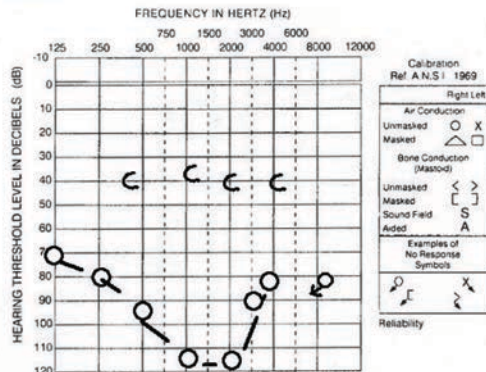 FREQUENCY IN HERTZ (Hz)
125 250 500 750 1000 1500 2000 3000 4000 6000 8000 12000
HEARING THRESHOLD LEVEL IN DECIBELS (dB)
-10
0
10
20
30
40
50
60
70
80
90
100
110
120
Calibration
Ref. A.N.S.I. 1969
Right Left
Air Conduction
Unmasked O X
Masked △ □
Bone Conduction
(Mastoid)
Unmasked < >
Masked [ ]
Sound Field S
Aided A
Examples of
No Response
Symbols
Reliability